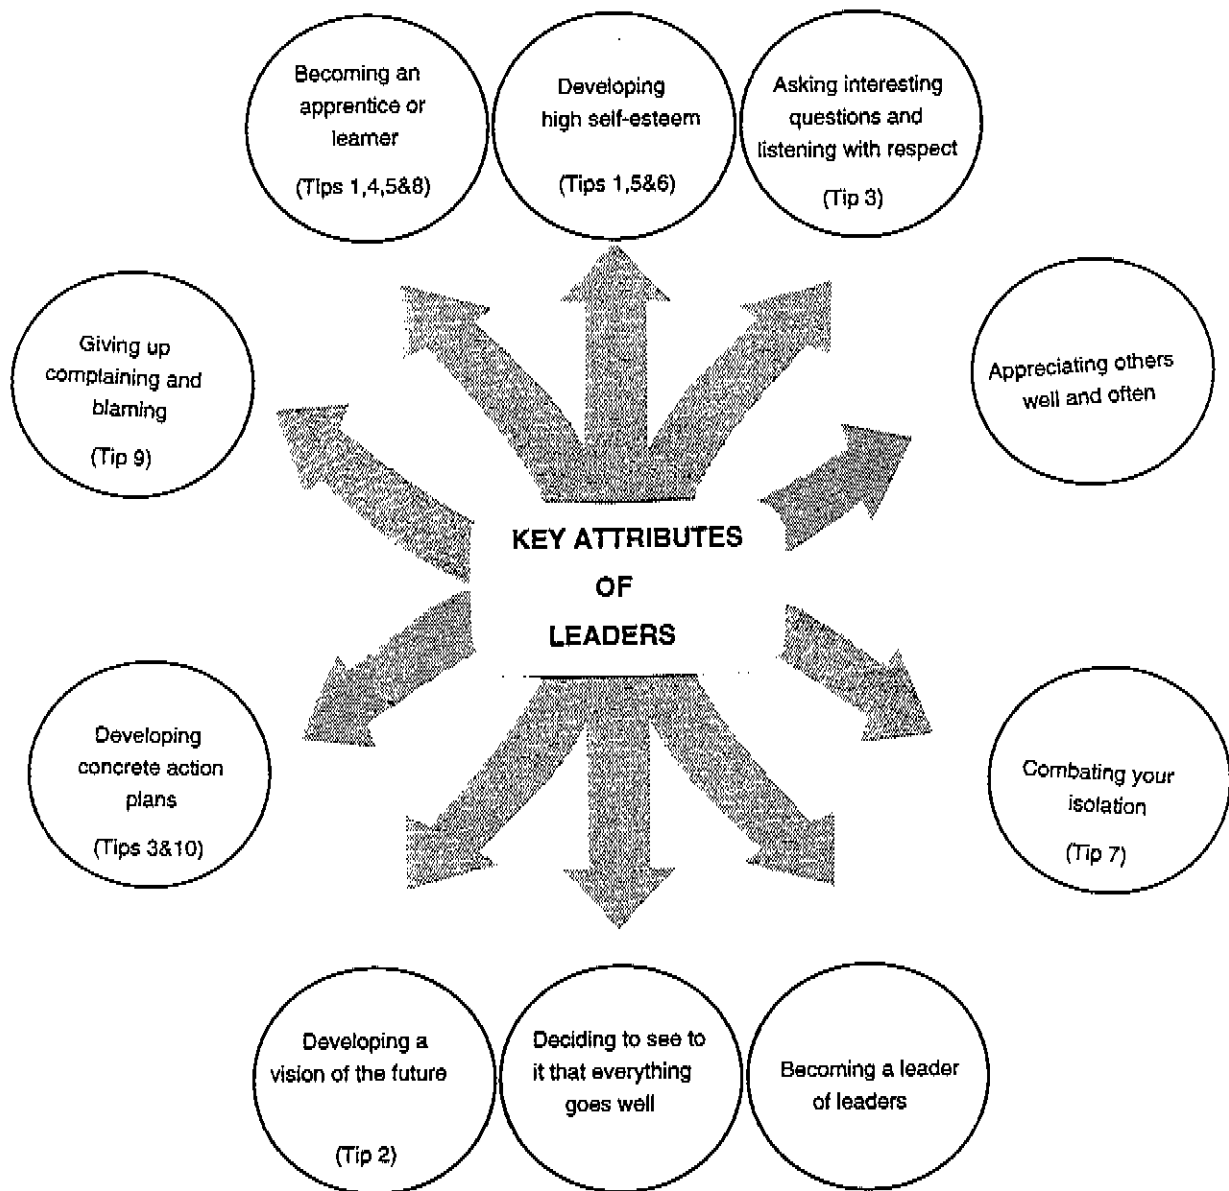 Becoming an
apprentice or
learner
(Tips 1,4,5&8)
Developing
high self-esteem
(Tips 1,5&6)
Asking interesting
questions and
listening with respect
(Tip 3)
Giving up
complaining and
blaming
(Tip 9)
Appreciating others
well and often
KEY ATTRIBUTES
OF
LEADERS
Developing
concrete action
plans
(Tips 3&10)
Combating your
isolation
(Tip 7)
Developing a
vision of the future
(Tip 2)
Deciding to see to
it that everything
goes well
Becoming a leader
of leaders